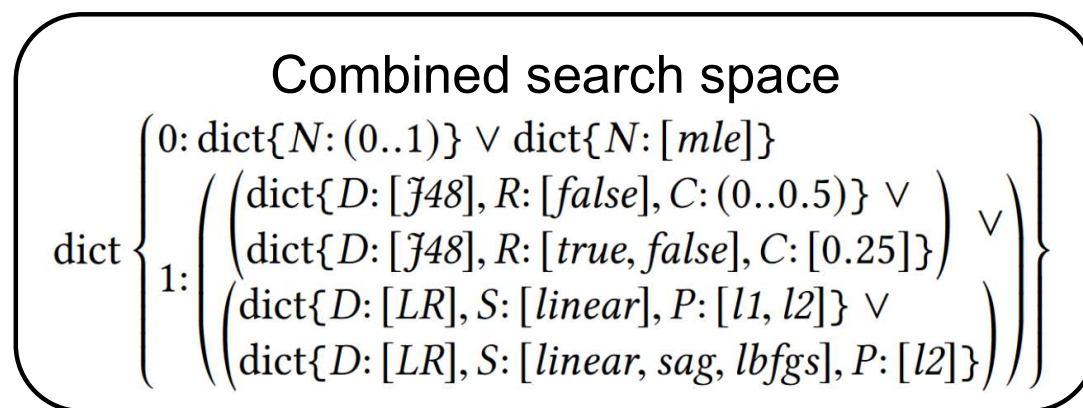 Combined search space
0: dict{N: (0..1)} ∨ dict{N: [mle]}
(dict{D: [J48], R: [false], C: (0..0.5)} ∨
dict { 1: dict{D: [J48], R: [true, false], C: [0.25]}) ∨
(dict{D: [LR], S: [linear], P: [l1, l2]} ∨
dict{D: [LR], S: [linear, sag, lbfgs], P: [l2]})